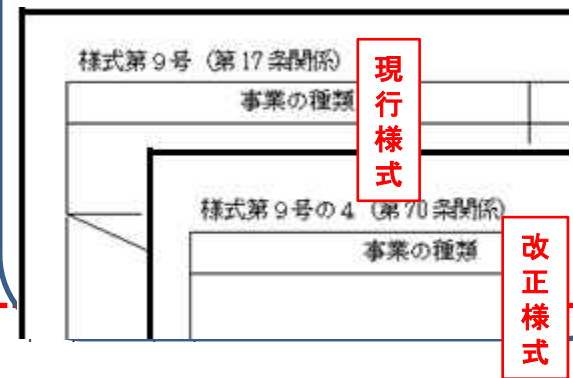 様式第9号（第17条関係）
事業の種類
現行様式
様式第9号の4（第70条関係）
事業の種類
改正様式